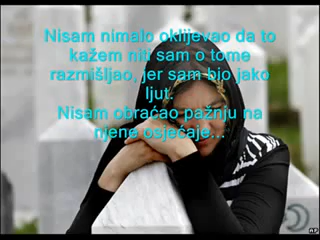 Nisam nimalo oklijevao da to
kažem niti sam o tome
razmišljao, jer sam bio jako
ljut.
Nisam obraćao pažnju na
njene osjećaje...
AP